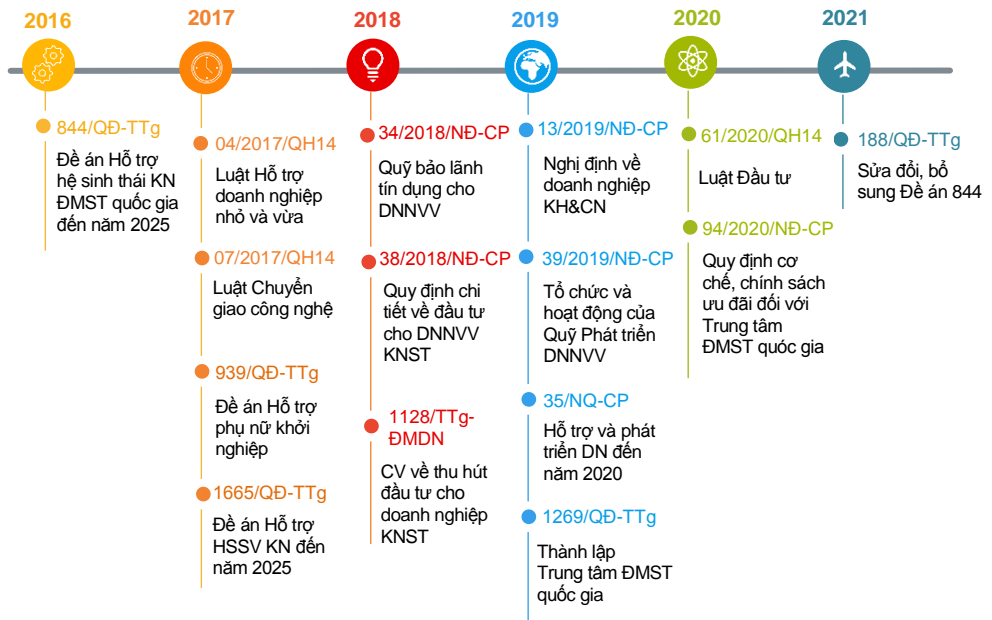 2016
2017
2018
2019
2020
2021
844/QĐ-TTg
Đề án Hỗ trợ
hệ sinh thái KN
ĐMST quốc gia
đến năm 2025
04/2017/QH14
Luật Hỗ trợ
doanh nghiệp
nhỏ và vừa
07/2017/QH14
Luật Chuyển
giao công nghệ
939/QĐ-TTg
Đề án Hỗ trợ
phụ nữ khởi
nghiệp
1665/QĐ-TTg
Đề án Hỗ trợ
HSSV KN đến
năm 2025
34/2018/NĐ-CP
Quỹ bảo lãnh
tín dụng cho
DNNVV
38/2018/NĐ-CP
Quy định chi
tiết về đầu tư
cho DNNVV
KNST
1128/TTg-
ĐMDN
CV về thu hút
đầu tư cho
doanh nghiệp
KNST
13/2019/NĐ-CP
Nghị định về
doanh nghiệp
KH&CN
39/2019/NĐ-CP
Tổ chức và
hoạt động của
Quỹ Phát triển
DNNVV
35/NQ-CP
Hỗ trợ và phát
triển DN đến
năm 2020
1269/QĐ-TTg
Thành lập
Trung tâm ĐMST
quốc gia
61/2020/QH14
Luật Đầu tư
94/2020/NĐ-CP
Quy định cơ
chế, chính sách
ưu đãi đối với
Trung tâm
ĐMST quóc gia
188/QĐ-TTg
Sửa đổi, bổ
sung Đề án 844